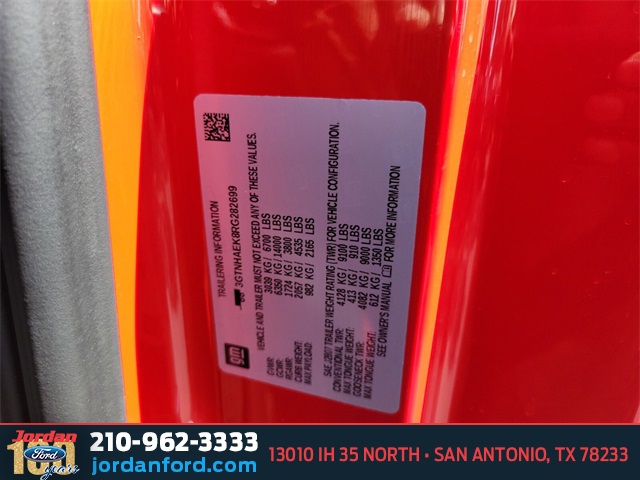 TRAILERING INFORMATION
3GTNHAEK8RG282699
gm
VEHICLE AND TRAILER MUST NOT EXCEED ANY OF THESE VALUES.
GVWR: 3039 KG/ 6700 LBS
GCWR: 6350 KG/ 14000 LBS
RGAWR: 1724 KG/ 3800 LBS
CURB WEIGHT: 2057 KG/ 4535 LBS
MAX PAYLOAD: 982 KG/ 2165 LBS
SAE J2807 TRAILER WEIGHT RATING (TWR) FOR VEHICLE CONFIGURATION.
CONVENTIONAL TWR: 4128 KG/ 9100 LBS
MAX TONGUE WEIGHT: 413 KG/ 910 LBS
GOOSENECK TWR: 4082 KG/ 9000 LBS
MAX TONGUE WEIGHT: 612 KG/ 1350 LBS
SEE OWNER'S MANUAL FOR MORE INFORMATION
Jordan
Ford
100
years
210-962-3333
jordanford.com
13010 IH 35 NORTH • SAN ANTONIO, TX 78233